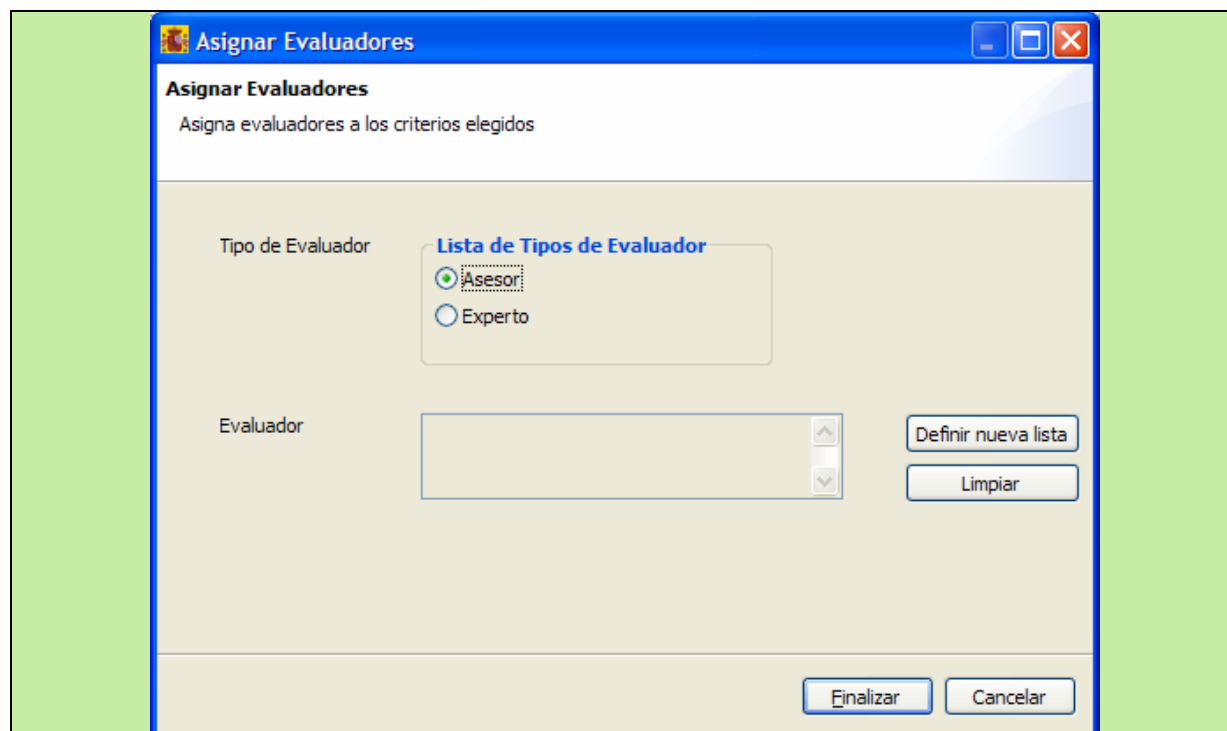 Asignar Evaluadores
Asignar Evaluadores
Asigna evaluadores a los criterios elegidos
Tipo de Evaluador
Lista de Tipos de Evaluador
Asesor
Experto
Evaluador
Definir nueva lista
Limpiar
Finalizar
Cancelar